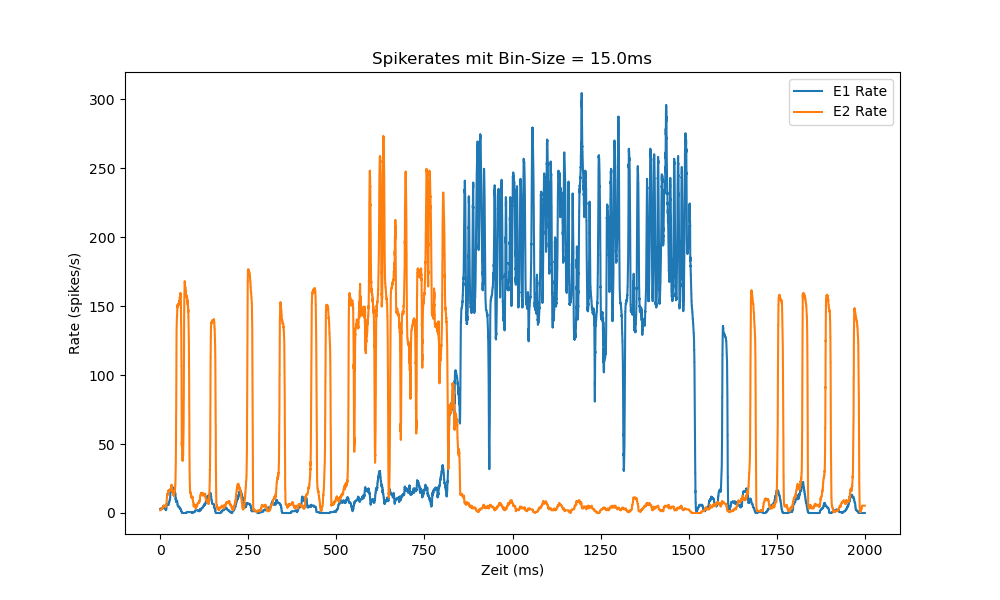 Spikerates mit Bin-Size = 15.0ms
E1 Rate
E2 Rate
Rate (spikes/s)
300
250
200
150
100
50
0
0 250 500 750 1000 1250 1500 1750 2000
Zeit (ms)